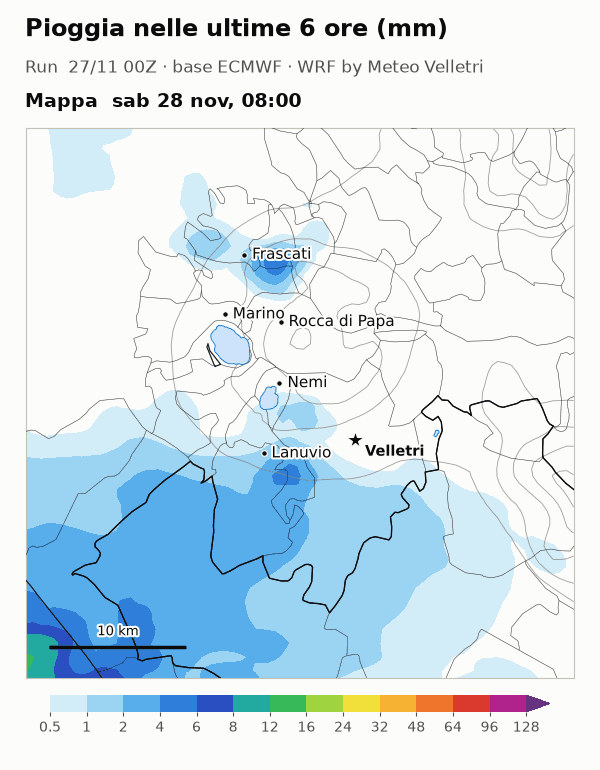 Pioggia nelle ultime 6 ore (mm)
Run  27/11 00Z · base ECMWF · WRF by Meteo Velletri
Mappa  sab 28 nov, 08:00
Frascati
Marino
Rocca di Papa
Nemi
Velletri
Lanuvio
10 km
0.5 1 2 4 6 8 12 16 24 32 48 64 96 128